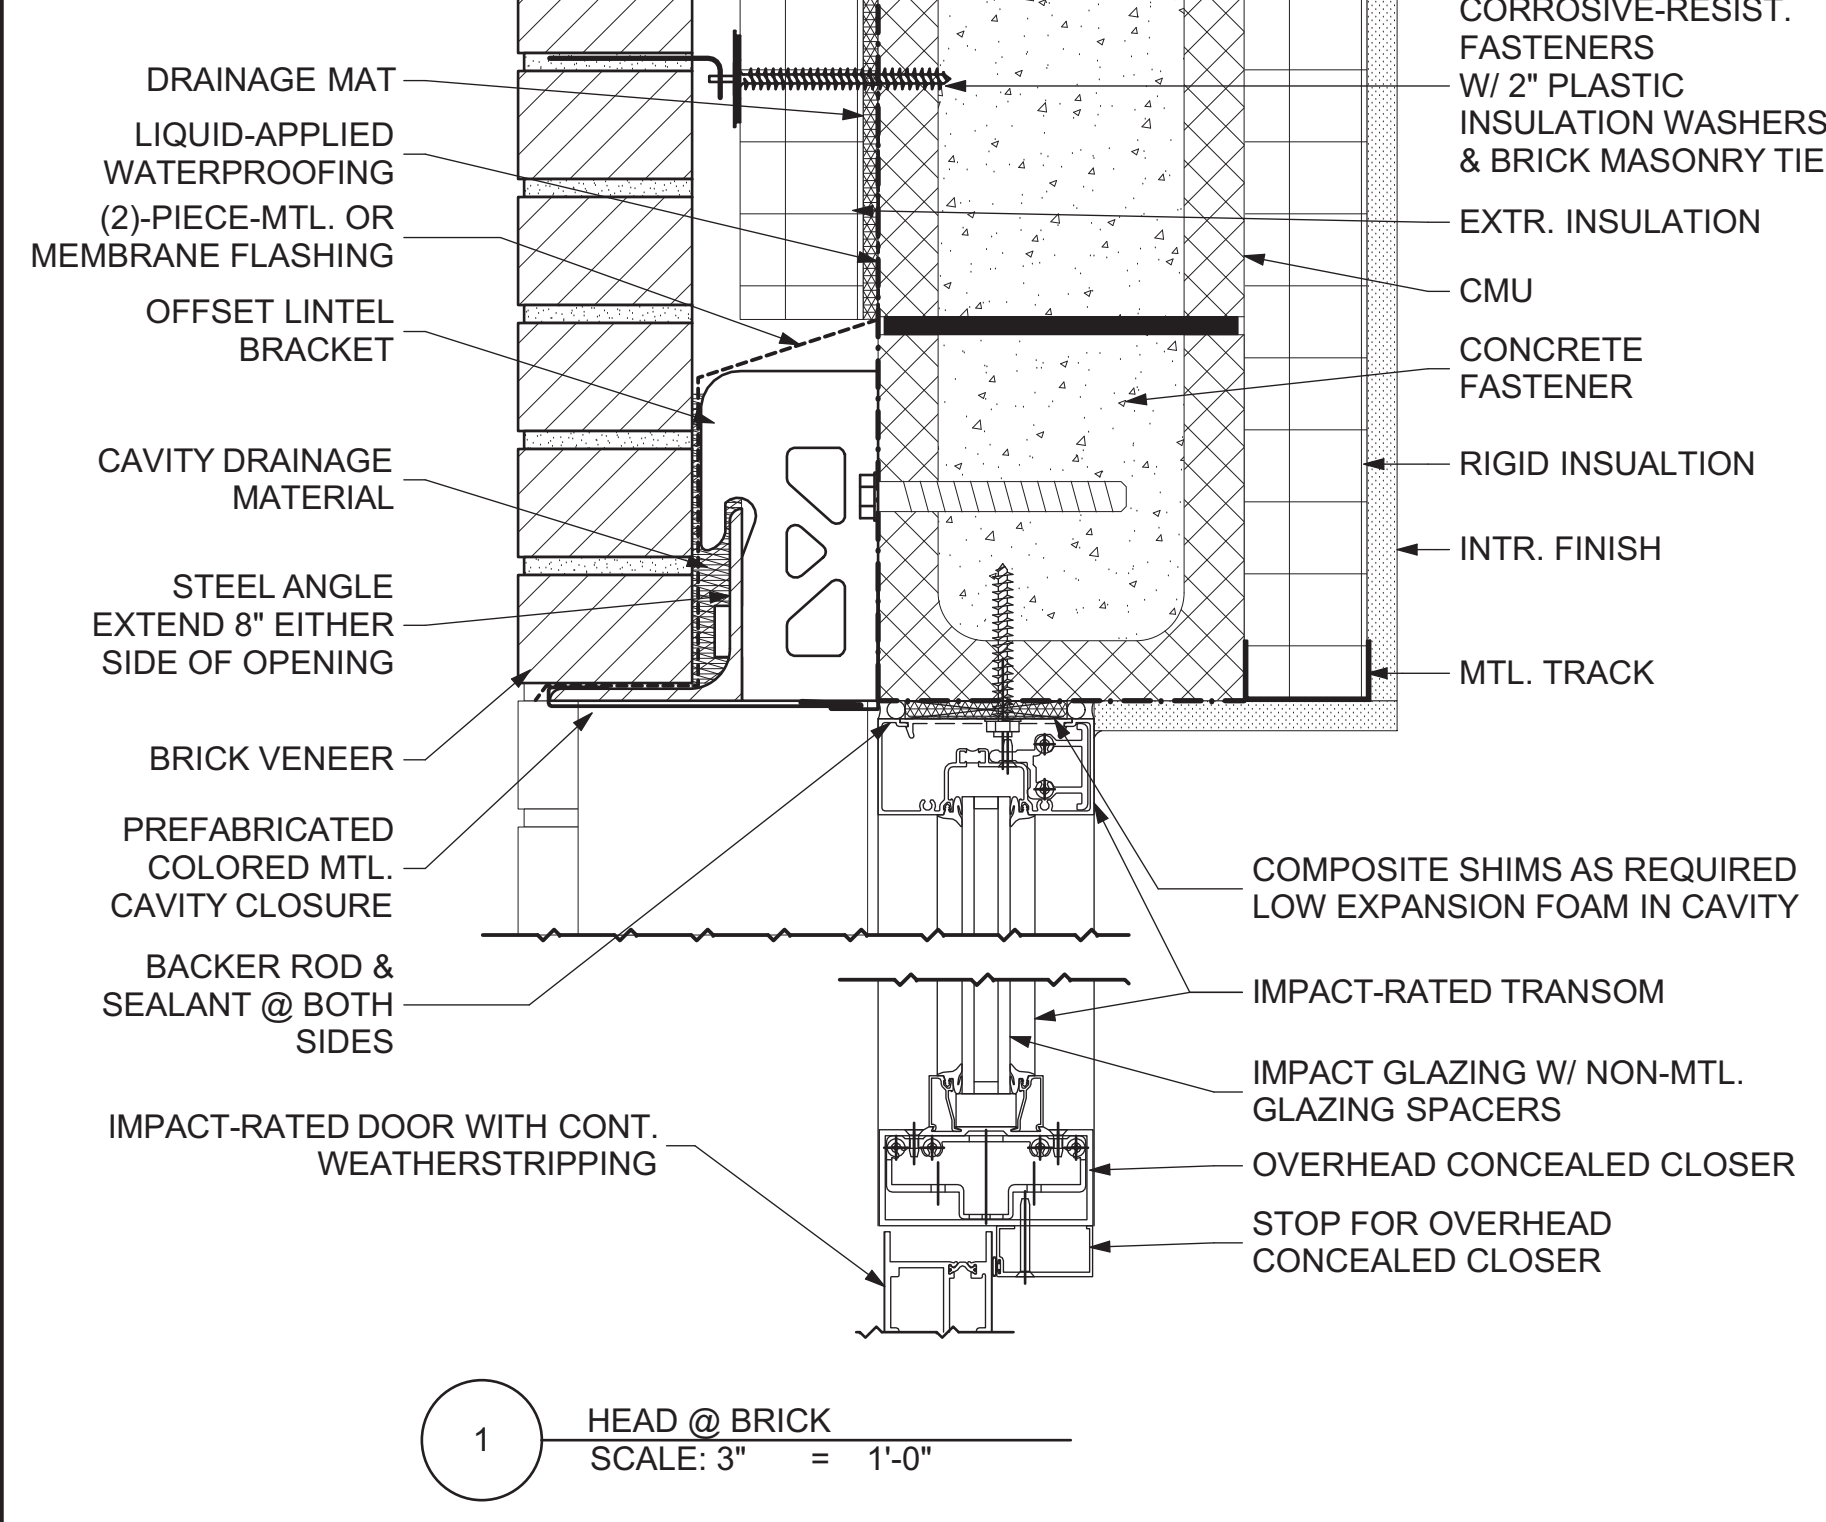 DRAINAGE MAT
LIQUID-APPLIED
WATERPROOFING
(2)-PIECE-MTL. OR
MEMBRANE FLASHING
OFFSET LINTEL
BRACKET
CAVITY DRAINAGE
MATERIAL
STEEL ANGLE
EXTEND 8" EITHER
SIDE OF OPENING
BRICK VENEER
PREFABRICATED
COLORED MTL.
CAVITY CLOSURE
BACKER ROD &
SEALANT @ BOTH
SIDES
IMPACT-RATED DOOR WITH CONT.
WEATHERSTRIPPING
CORROSIVE-RESIST.
FASTENERS
W/ 2" PLASTIC
INSULATION WASHERS
& BRICK MASONRY TIE
EXTR. INSULATION
CMU
CONCRETE
FASTENER
RIGID INSUALTION
INTR. FINISH
MTL. TRACK
COMPOSITE SHIMS AS REQUIRED
LOW EXPANSION FOAM IN CAVITY
IMPACT-RATED TRANSOM
IMPACT GLAZING W/ NON-MTL.
GLAZING SPACERS
OVERHEAD CONCEALED CLOSER
STOP FOR OVERHEAD
CONCEALED CLOSER
1
HEAD @ BRICK
SCALE: 3" = 1'-0"